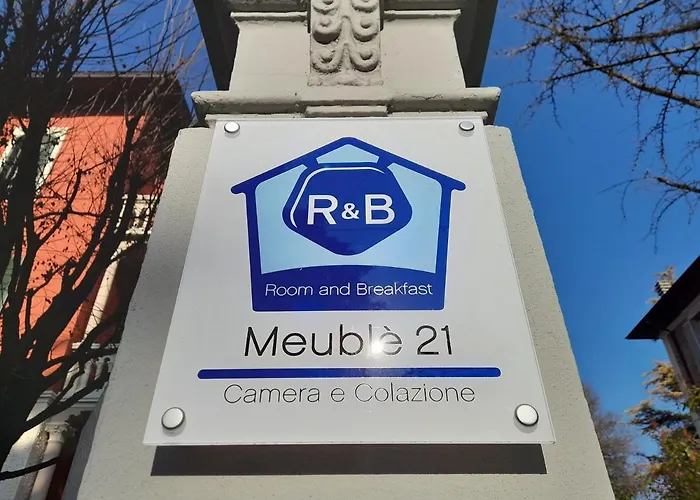 R&B
Room and Breakfast
Meublè 21
Camera e Colazione